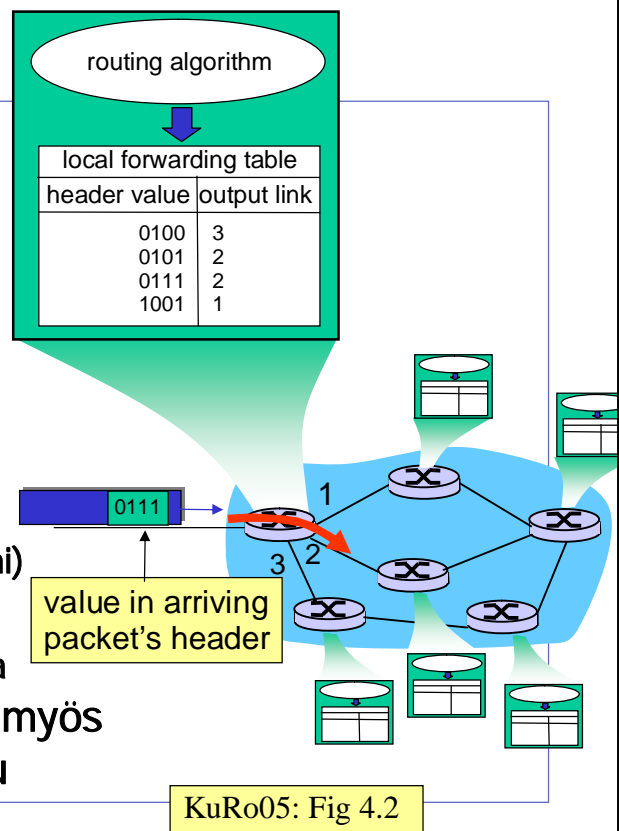 routing algorithm
local forwarding table
header value output link
0100 3
0101 2
0111 2
1001 1
0111
1
2
3
value in arriving
packet's header
myös
KuRo05: Fig 4.2